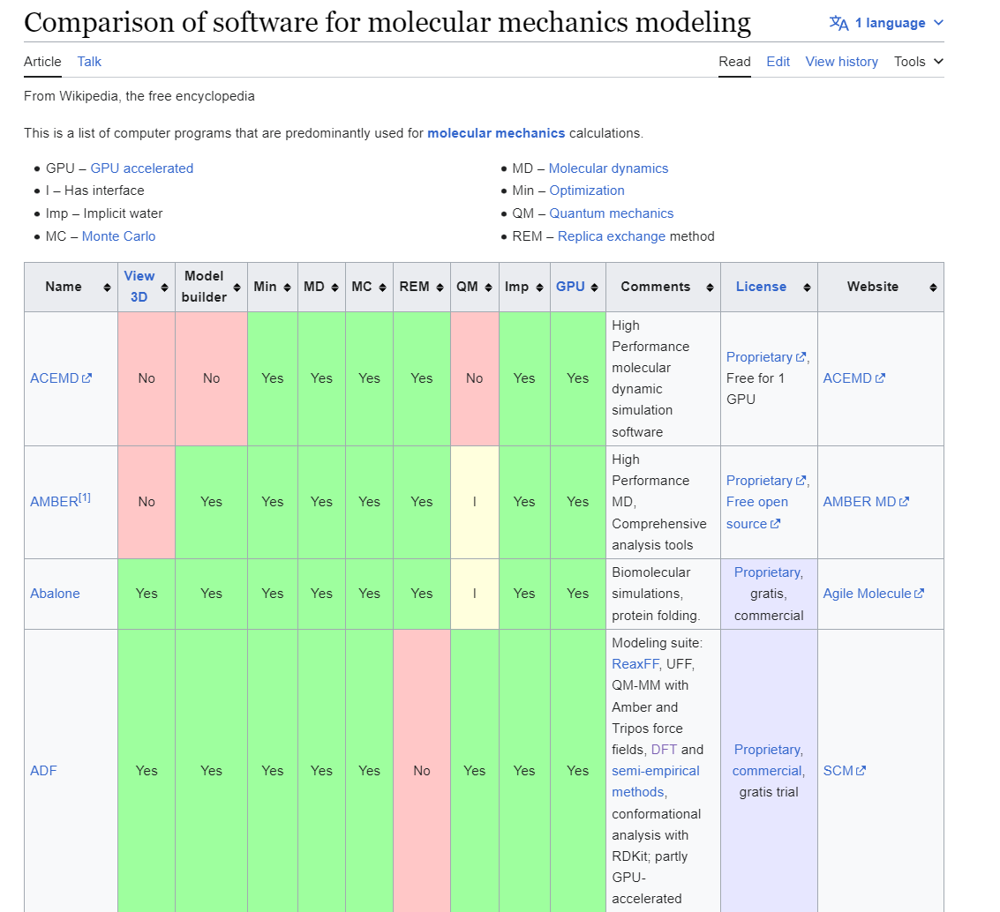 Comparison of software for molecular mechanics modeling
1 language
Article Talk
Read Edit View history Tools
From Wikipedia, the free encyclopedia
This is a list of computer programs that are predominantly used for molecular mechanics calculations.
• GPU – GPU accelerated
• I – Has interface
• Imp – Implicit water
• MC – Monte Carlo
• MD – Molecular dynamics
• Min – Optimization
• QM – Quantum mechanics
• REM – Replica exchange method
Name View 3D Model builder Min MD MC REM QM Imp GPU Comments License Website
ACEMD No No Yes Yes Yes Yes No Yes Yes
High
Performance
molecular
dynamic
simulation
software
Proprietary,
Free for 1
GPU
ACEMD
AMBER[1] No Yes Yes Yes Yes Yes I Yes Yes
High
Performance
MD,
Comprehensive
analysis tools
Proprietary,
Free open
source
AMBER MD
Abalone Yes Yes Yes Yes Yes Yes I Yes Yes
Biomolecular
simulations,
protein folding.
Proprietary,
gratis,
commercial
Agile Molecule
ADF Yes Yes Yes Yes Yes No Yes Yes Yes
Modeling suite:
ReaxFF, UFF,
QM-MM with
Amber and
Tripos force
fields, DFT and
semi-empirical
methods,
conformational
analysis with
RDKit; partly
GPU-
accelerated
Proprietary,
commercial,
gratis trial
SCM